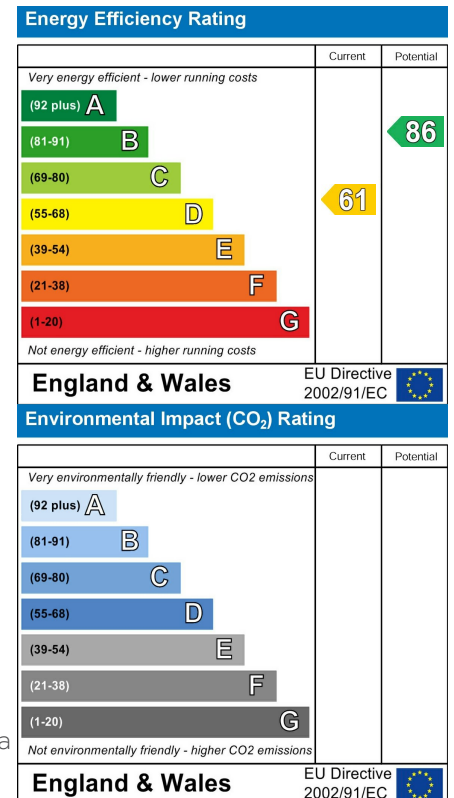 Energy Efficiency Rating
Current Potential
Very energy efficient - lower running costs
(92 plus) A
(81-91) B
86
(69-80) C
61
(55-68) D
(39-54) E
(21-38) F
(1-20) G
Not energy efficient - higher running costs
England & Wales
EU Directive
2002/91/EC
Environmental Impact (CO₂) Rating
Current Potential
Very environmentally friendly - lower CO2 emissions
(92 plus) A
(81-91) B
(69-80) C
(55-68) D
(39-54) E
(21-38) F
(1-20) G
a
Not environmentally friendly - higher CO2 emissions
England & Wales
EU Directive
2002/91/EC